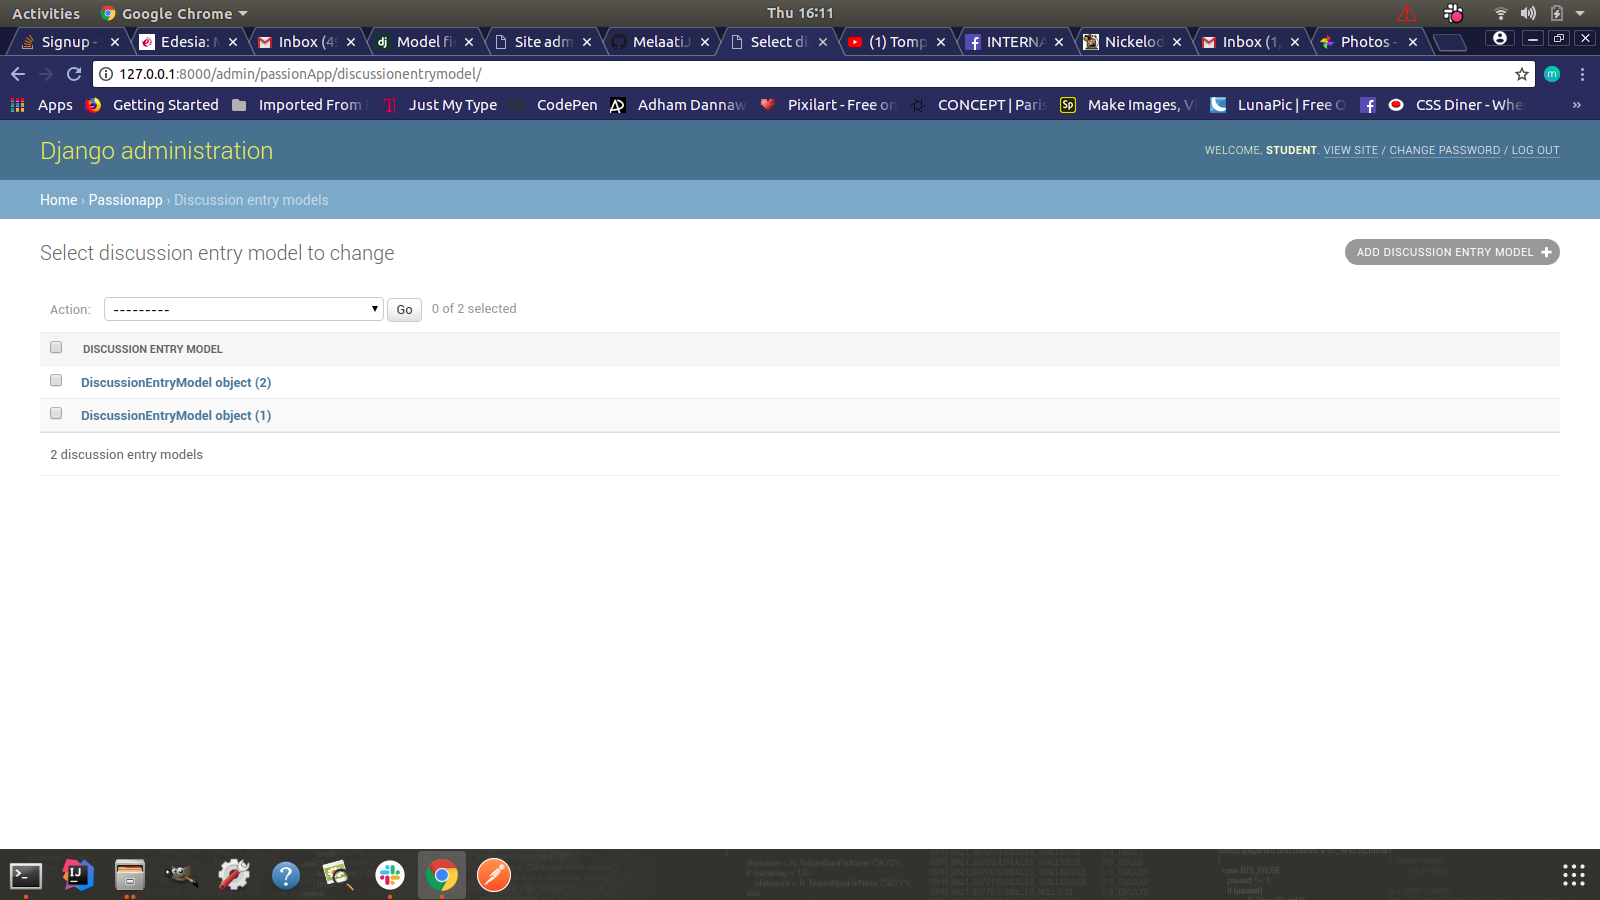 Activities
Google Chrome
Thu 16:11
Signup -
Edesia: M
Inbox (49
Model fi
Site adm
MelaatiJ
Select di
(1) Tomp
INTERNA
Nickelod
Inbox (1,
Photos -
127.0.0.1:8000/admin/passionApp/discussionentrymodel/
Apps
Getting Started
Imported From
Just My Type
CodePen
Adham Dannaw
Pixilart - Free on
CONCEPT | Paris
Make Images, Vi
LunaPic | Free O
CSS Diner - Whe
»
Django administration
WELCOME, STUDENT. VIEW SITE / CHANGE PASSWORD / LOG OUT
Home › Passionapp › Discussion entry models
Select discussion entry model to change
ADD DISCUSSION ENTRY MODEL +
Action: --------- Go 0 of 2 selected
DISCUSSION ENTRY MODEL
DiscussionEntryModel object (2)
DiscussionEntryModel object (1)
2 discussion entry models